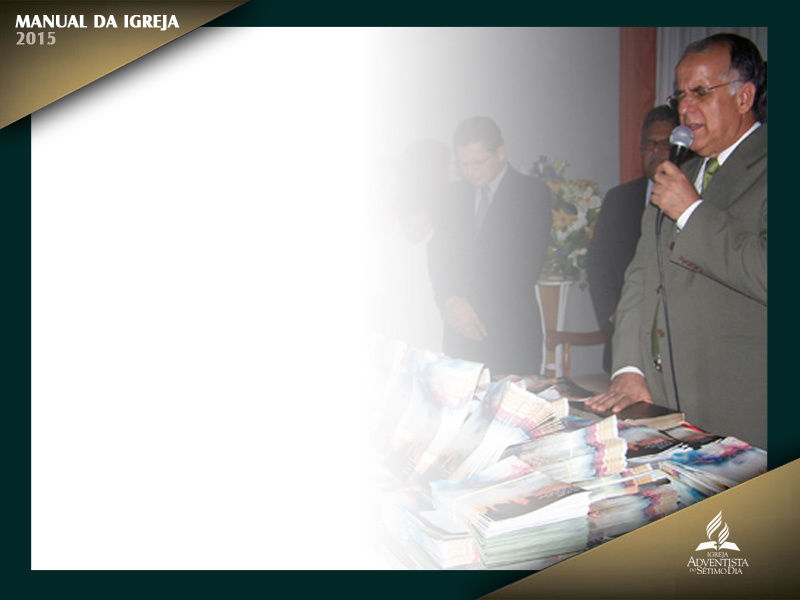 MANUAL DA IGREJA
2015
IGREJA
ADVENTISTA
DO SÉTIMO DIA